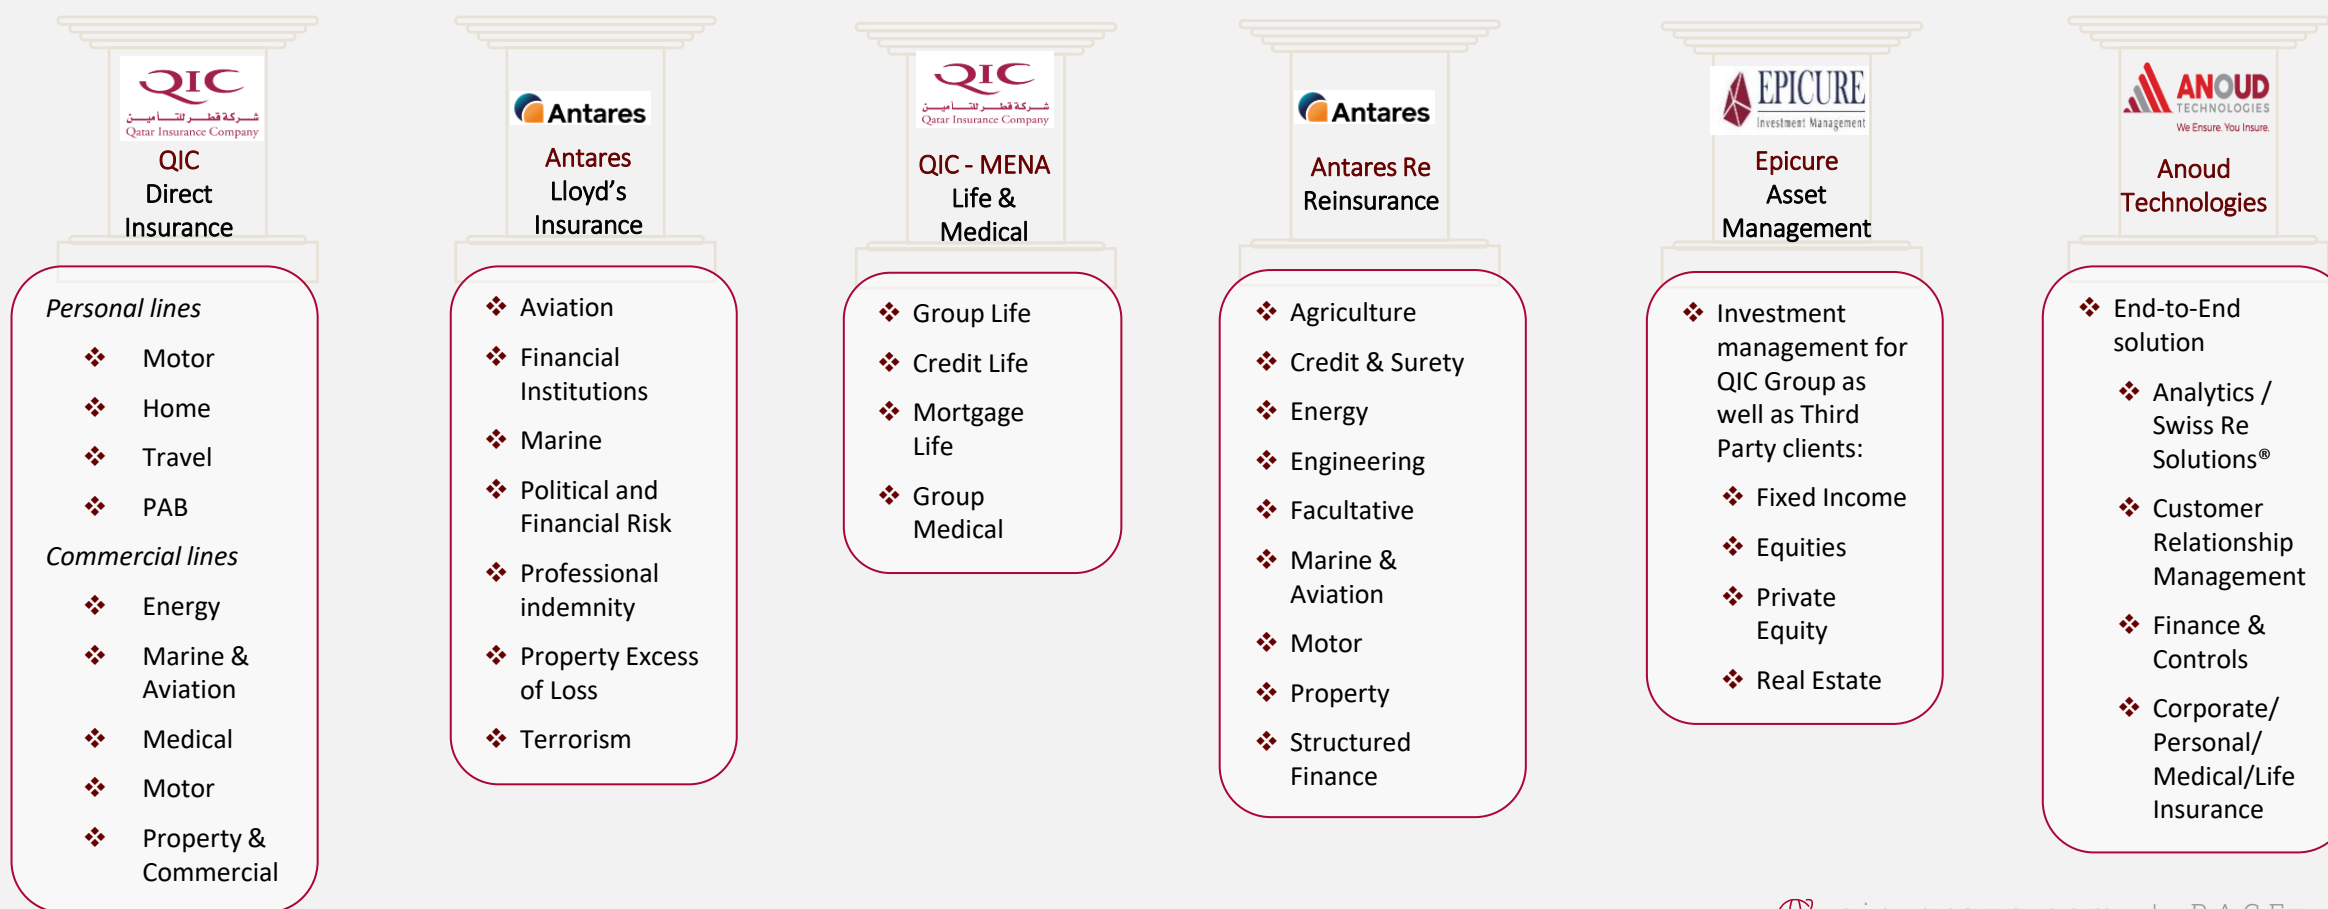 QIC
شركة قطر للتأمين
Qatar Insurance Company
QIC
Direct
Insurance
Personal lines
Motor
Home
Travel
PAB
Commercial lines
Energy
Marine &
Aviation
Medical
Motor
Property &
Commercial
Antares
Antares
Lloyd's
Insurance
Aviation
Financial
Institutions
Marine
Political and
Financial Risk
Professional
indemnity
Property Excess
of Loss
Terrorism
QIC
شركة قطر للتأمين
Qatar Insurance Company
QIC - MENA
Life &
Medical
Group Life
Credit Life
Mortgage
Life
Group
Medical
Antares
Antares Re
Reinsurance
Agriculture
Credit & Surety
Energy
Engineering
Facultative
Marine &
Aviation
Motor
Property
Structured
Finance
EPICURE
Investment Management
Epicure
Asset
Management
Investment
management for
QIC Group as
well as Third
Party clients:
Fixed Income
Equities
Private
Equity
Real Estate
ANOUD
TECHNOLOGIES
We Ensure. You Insure.
Anoud
Technologies
End-to-End
solution
Analytics /
Swiss Re
Solutions®
Customer
Relationship
Management
Finance &
Controls
Corporate/
Personal/
Medical/Life
Insurance